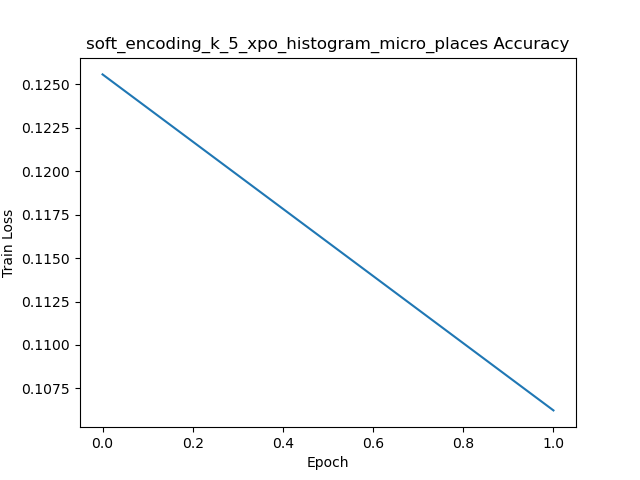 soft_encoding_k_5_xpo_histogram_micro_places Accuracy
0.1250
0.1225
0.1200
0.1175
0.1150
0.1125
0.1100
0.1075
Train Loss
0.0 0.2 0.4 0.6 0.8 1.0
Epoch